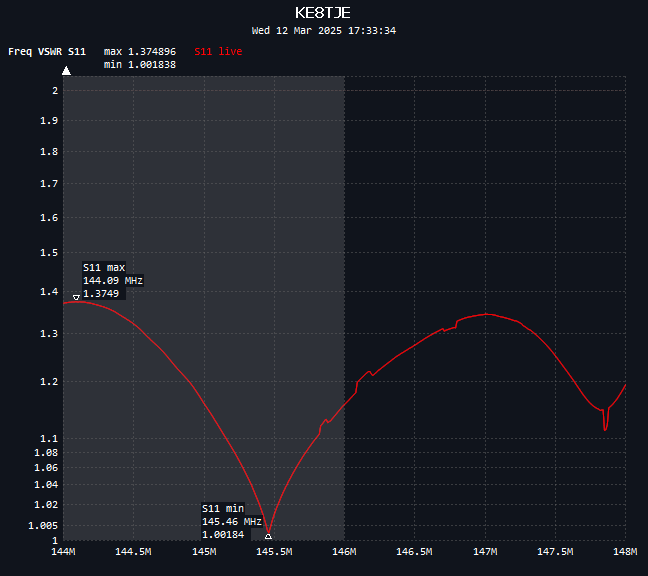 KE8TJE
Wed 12 Mar 2025 17:33:34
Freq VSWR S11 max 1.374896 S11 live
min 1.001838
2
1.9
1.8
1.7
1.6
1.5
S11 max
144.09 MHz
1.3749
1.4
1.3
1.2
1.1
1.08
1.06
1.04
1.02
S11 min
145.46 MHz
1.00184
1.005
1
144M 144.5M 145M 145.5M 146M 146.5M 147M 147.5M 148M